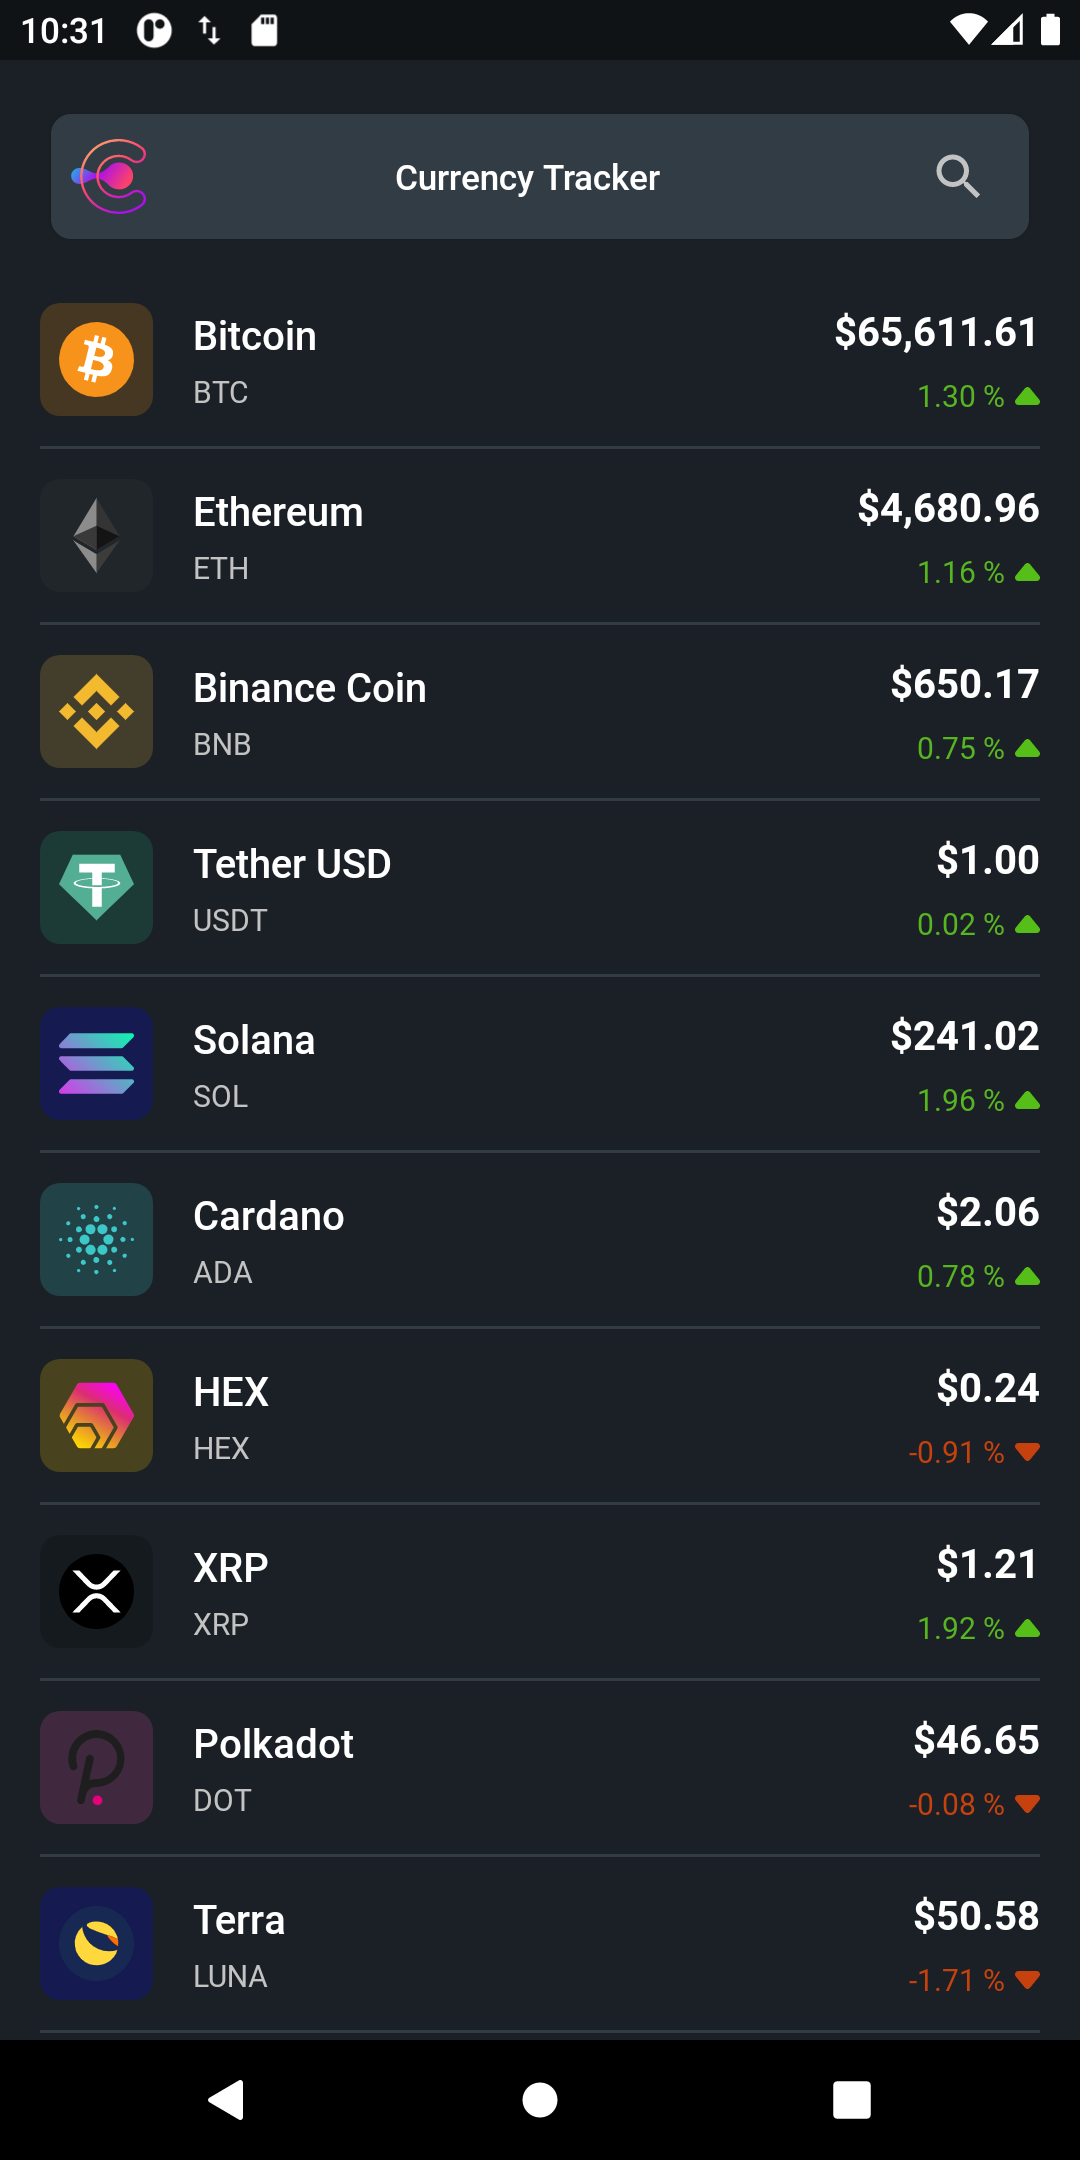 10:31
Currency Tracker
Bitcoin
$65,611.61
BTC
1.30 %
Ethereum
$4,680.96
ETH
1.16 %
Binance Coin
$650.17
BNB
0.75 %
Tether USD
$1.00
USDT
0.02 %
Solana
$241.02
SOL
1.96 %
Cardano
$2.06
ADA
0.78 %
HEX
$0.24
HEX
-0.91 %
XRP
$1.21
XRP
1.92 %
Polkadot
$46.65
DOT
-0.08 %
Terra
$50.58
LUNA
-1.71 %